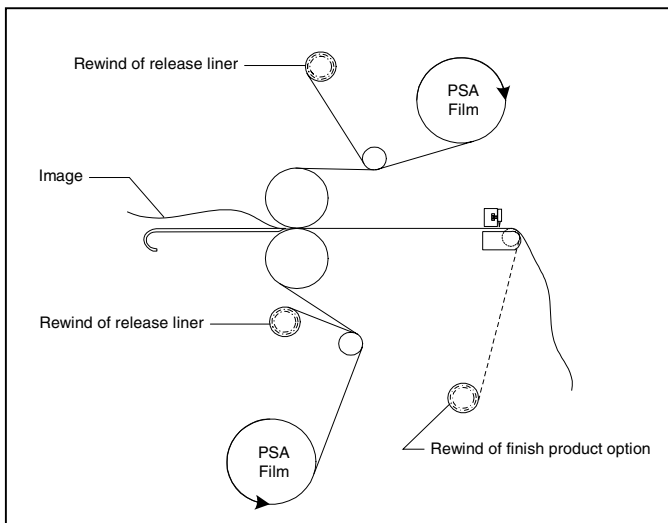 Rewind of release liner
PSA
Film
Image
Rewind of release liner
PSA
Film
Rewind of finish product option